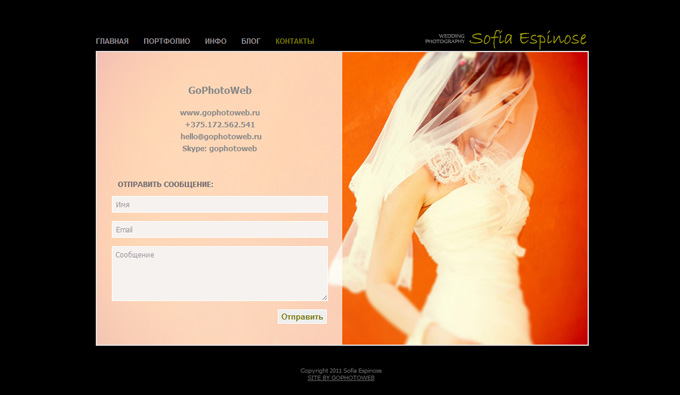 ГЛАВНАЯ ПОРТФОЛИО ИНФО БЛОГ КОНТАКТЫ
WEDDING
PHOTOGRAPHY
Sofia Espinose
GoPhotoWeb
www.gophotoweb.ru
+375.172.562.541
hello@gophotoweb.ru
Skype: gophotoweb
ОТПРАВИТЬ СООБЩЕНИЕ:
Имя
Email
Сообщение
Отправить
Copyright 2011 Sofia Espinose
SITE BY GOPHOTOWEB